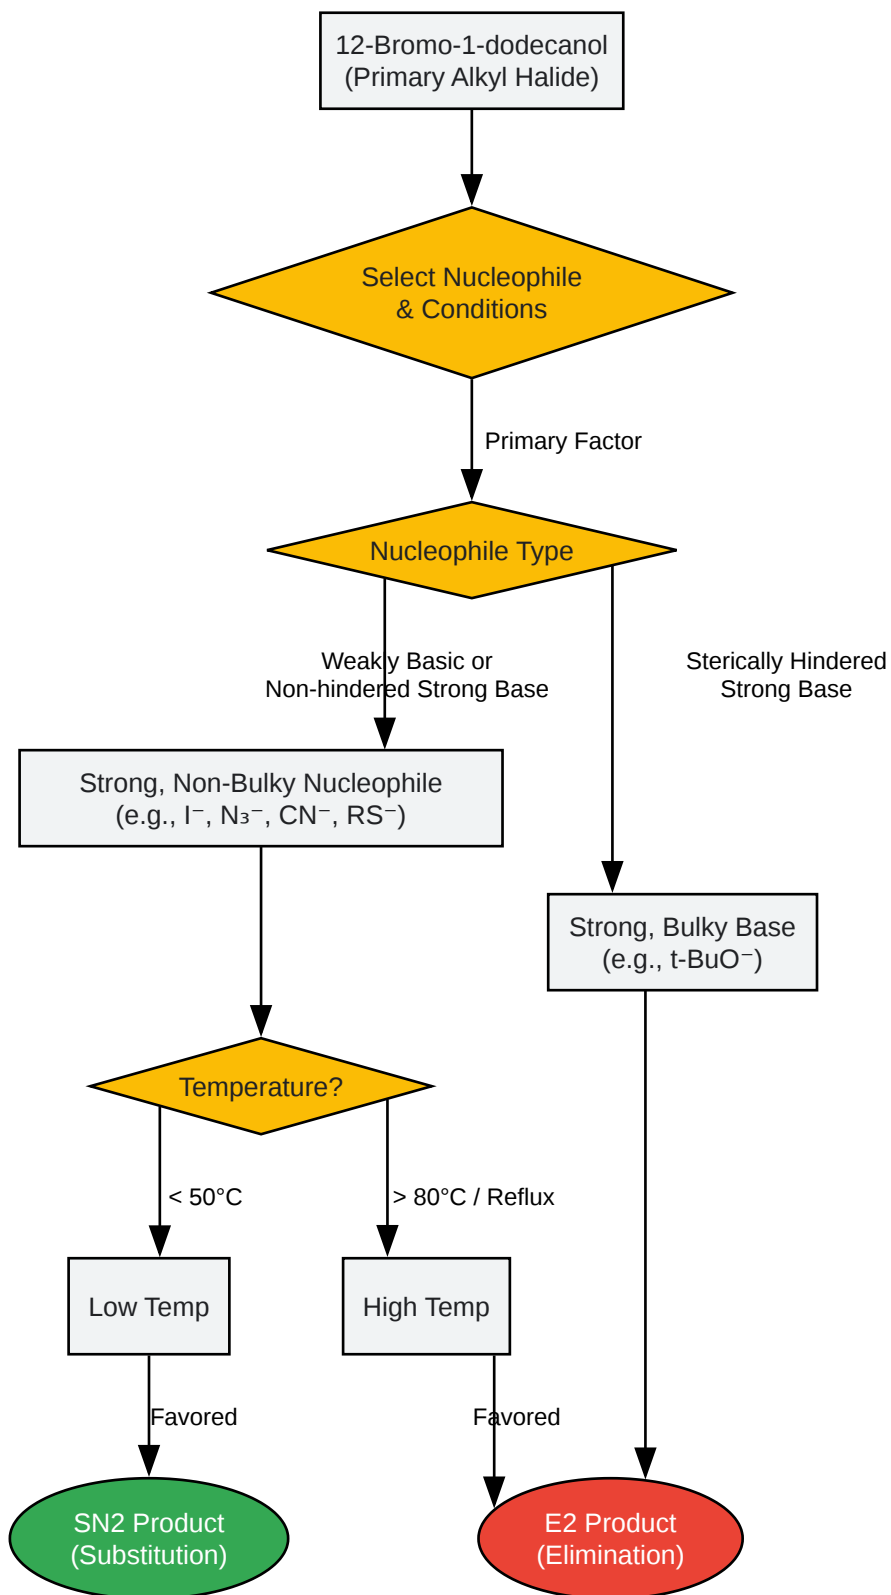 12-Bromo-1-dodecanol
(Primary Alkyl Halide)
Select Nucleophile
& Conditions
Primary Factor
Nucleophile Type
Weakly Basic or
Non-hindered Strong Base
Sterically Hindered
Strong Base
Strong, Non-Bulky Nucleophile
(e.g., I⁻, N₃⁻, CN⁻, RS⁻)
Strong, Bulky Base
(e.g., t-BuO⁻)
Temperature?
< 50°C
> 80°C / Reflux
Low Temp
High Temp
Favored
Favored
SN2 Product
(Substitution)
E2 Product
(Elimination)